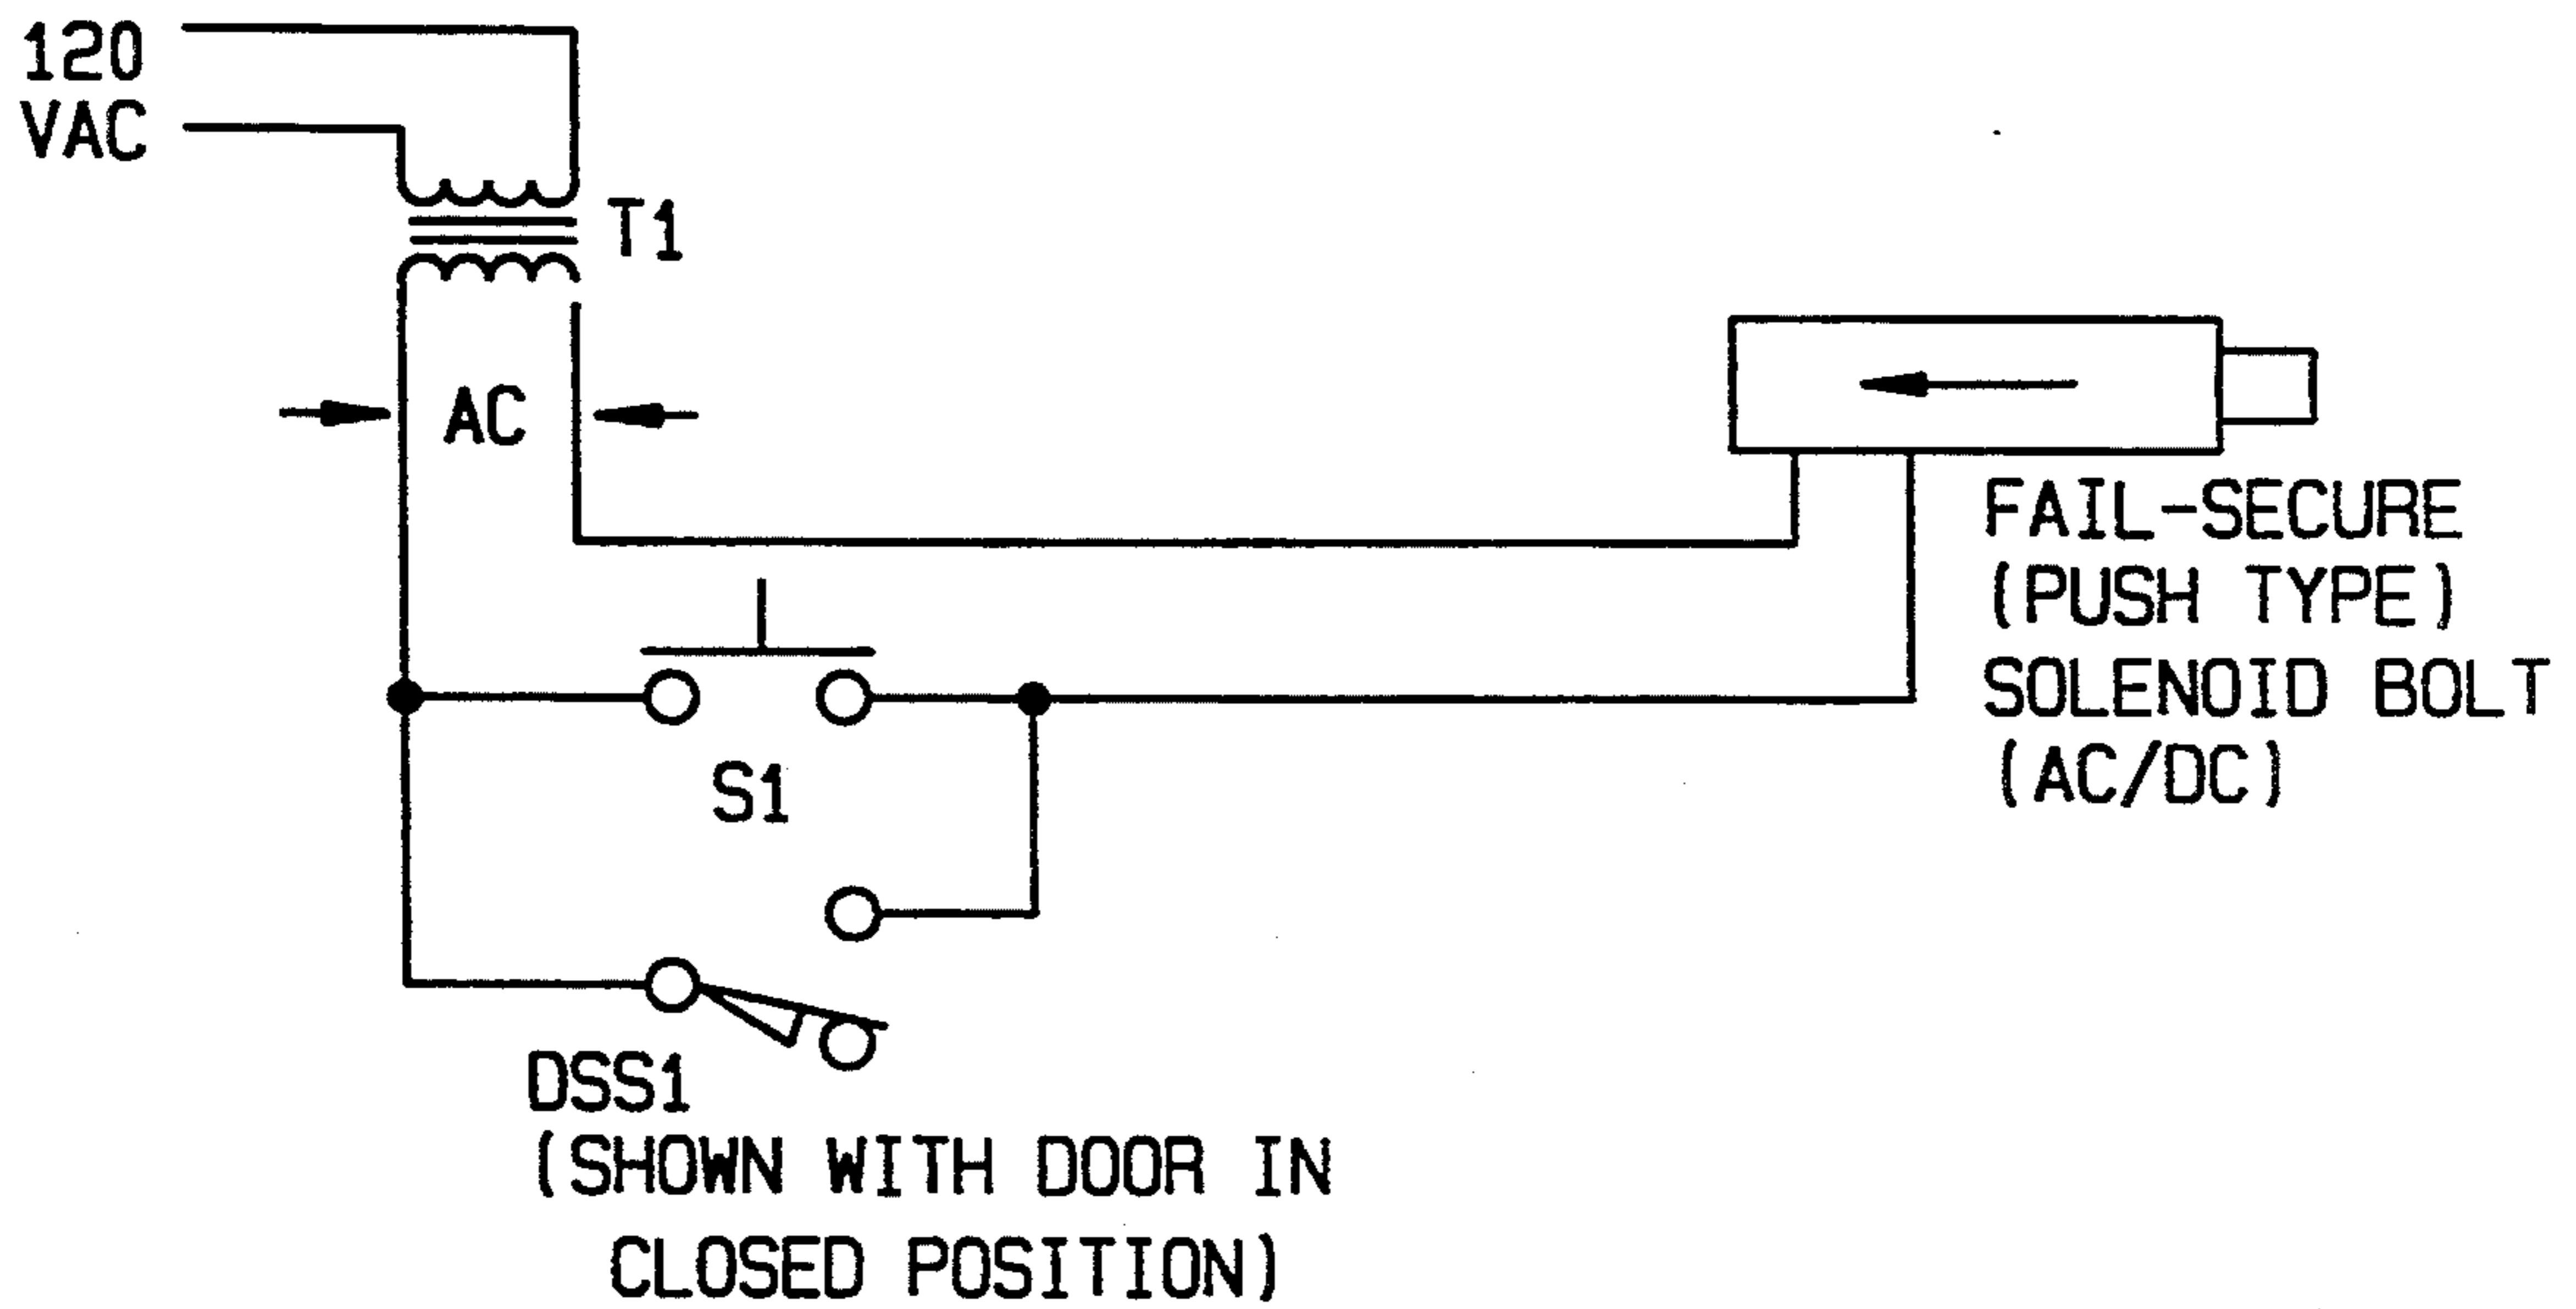 120
VAC
T1
AC
FAIL-SECURE
(PUSH TYPE)
SOLENOID BOLT
(AC/DC)
S1
DSS1
(SHOWN WITH DOOR IN
CLOSED POSITION)